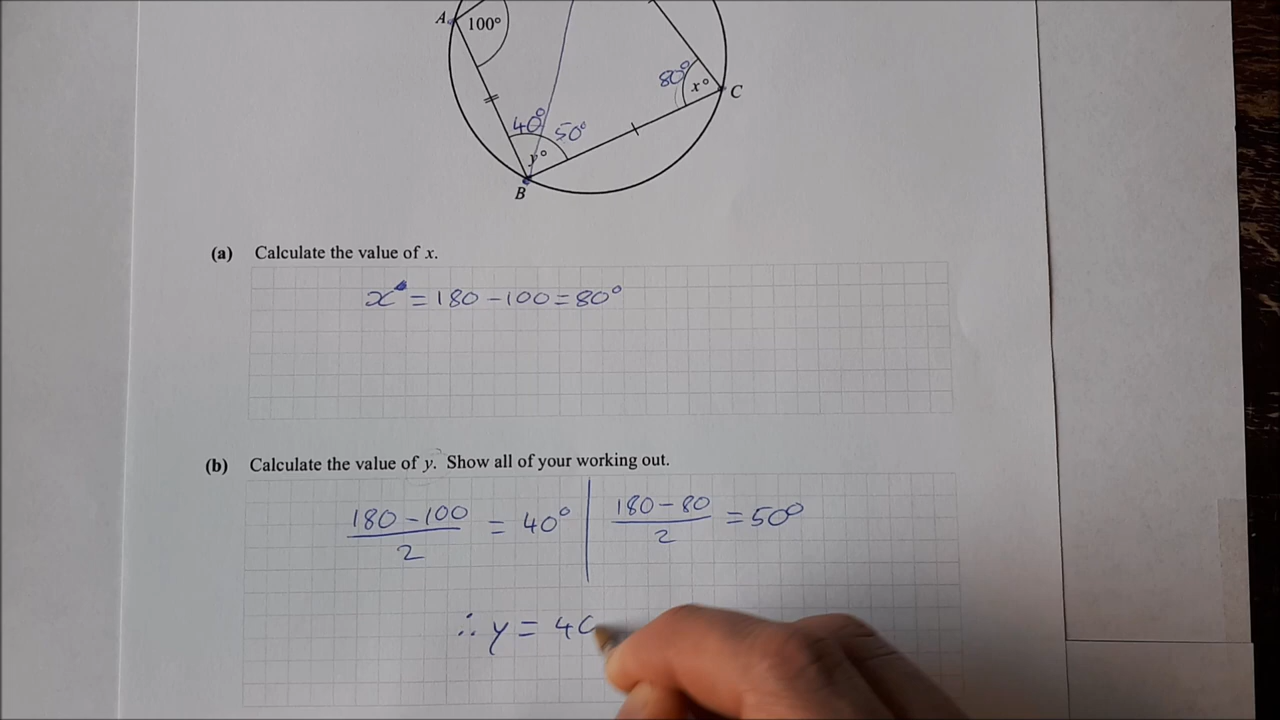 A
100°
80°
x°
C
40°
50°
y°
B
(a) Calculate the value of x.
x = 180 - 100 = 80°
(b) Calculate the value of y. Show all of your working out.
180 - 100 / 2 = 40° | 180 - 80 / 2 = 50°
∴ y = 40